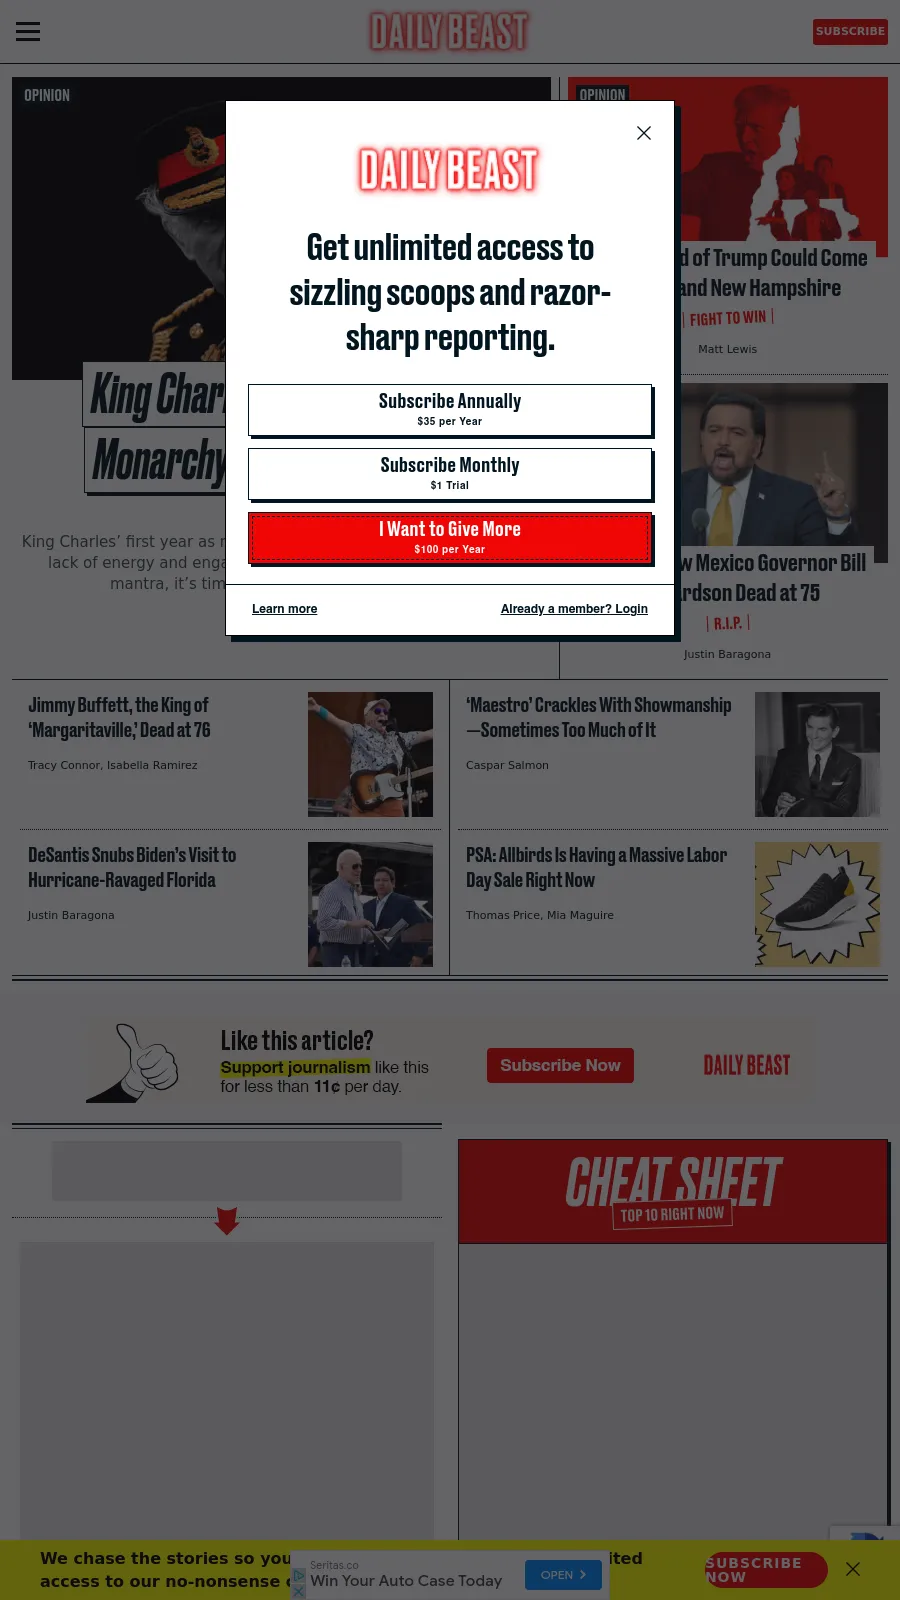 DAILY BEAST
SUBSCRIBE
OPINION
King Char
Monarchy
King Charles’ first year as
lack of energy and enga
mantra, it’s tim
OPINION
d of Trump Could Come
and New Hampshire
FIGHT TO WIN
Matt Lewis
w Mexico Governor Bill
rdson Dead at 75
R.I.P.
Justin Baragona
DAILY BEAST
Get unlimited access to
sizzling scoops and razor-
sharp reporting.
Subscribe Annually
$35 per Year
Subscribe Monthly
$1 Trial
I Want to Give More
$100 per Year
Learn more
Already a member? Login
Jimmy Buffett, the King of
‘Margaritaville,’ Dead at 76
Tracy Connor, Isabella Ramirez
‘Maestro’ Crackles With Showmanship
—Sometimes Too Much of It
Caspar Salmon
DeSantis Snubs Biden’s Visit to
Hurricane-Ravaged Florida
Justin Baragona
PSA: Allbirds Is Having a Massive Labor
Day Sale Right Now
Thomas Price, Mia Maguire
Like this article?
Support journalism like this
for less than 11¢ per day.
Subscribe Now
DAILY BEAST
CHEAT SHEET
TOP 10 RIGHT NOW
We chase the stories so you
ited
access to our no-nonsense
Seritas.co
Win Your Auto Case Today
OPEN
SUBSCRIBE
NOW